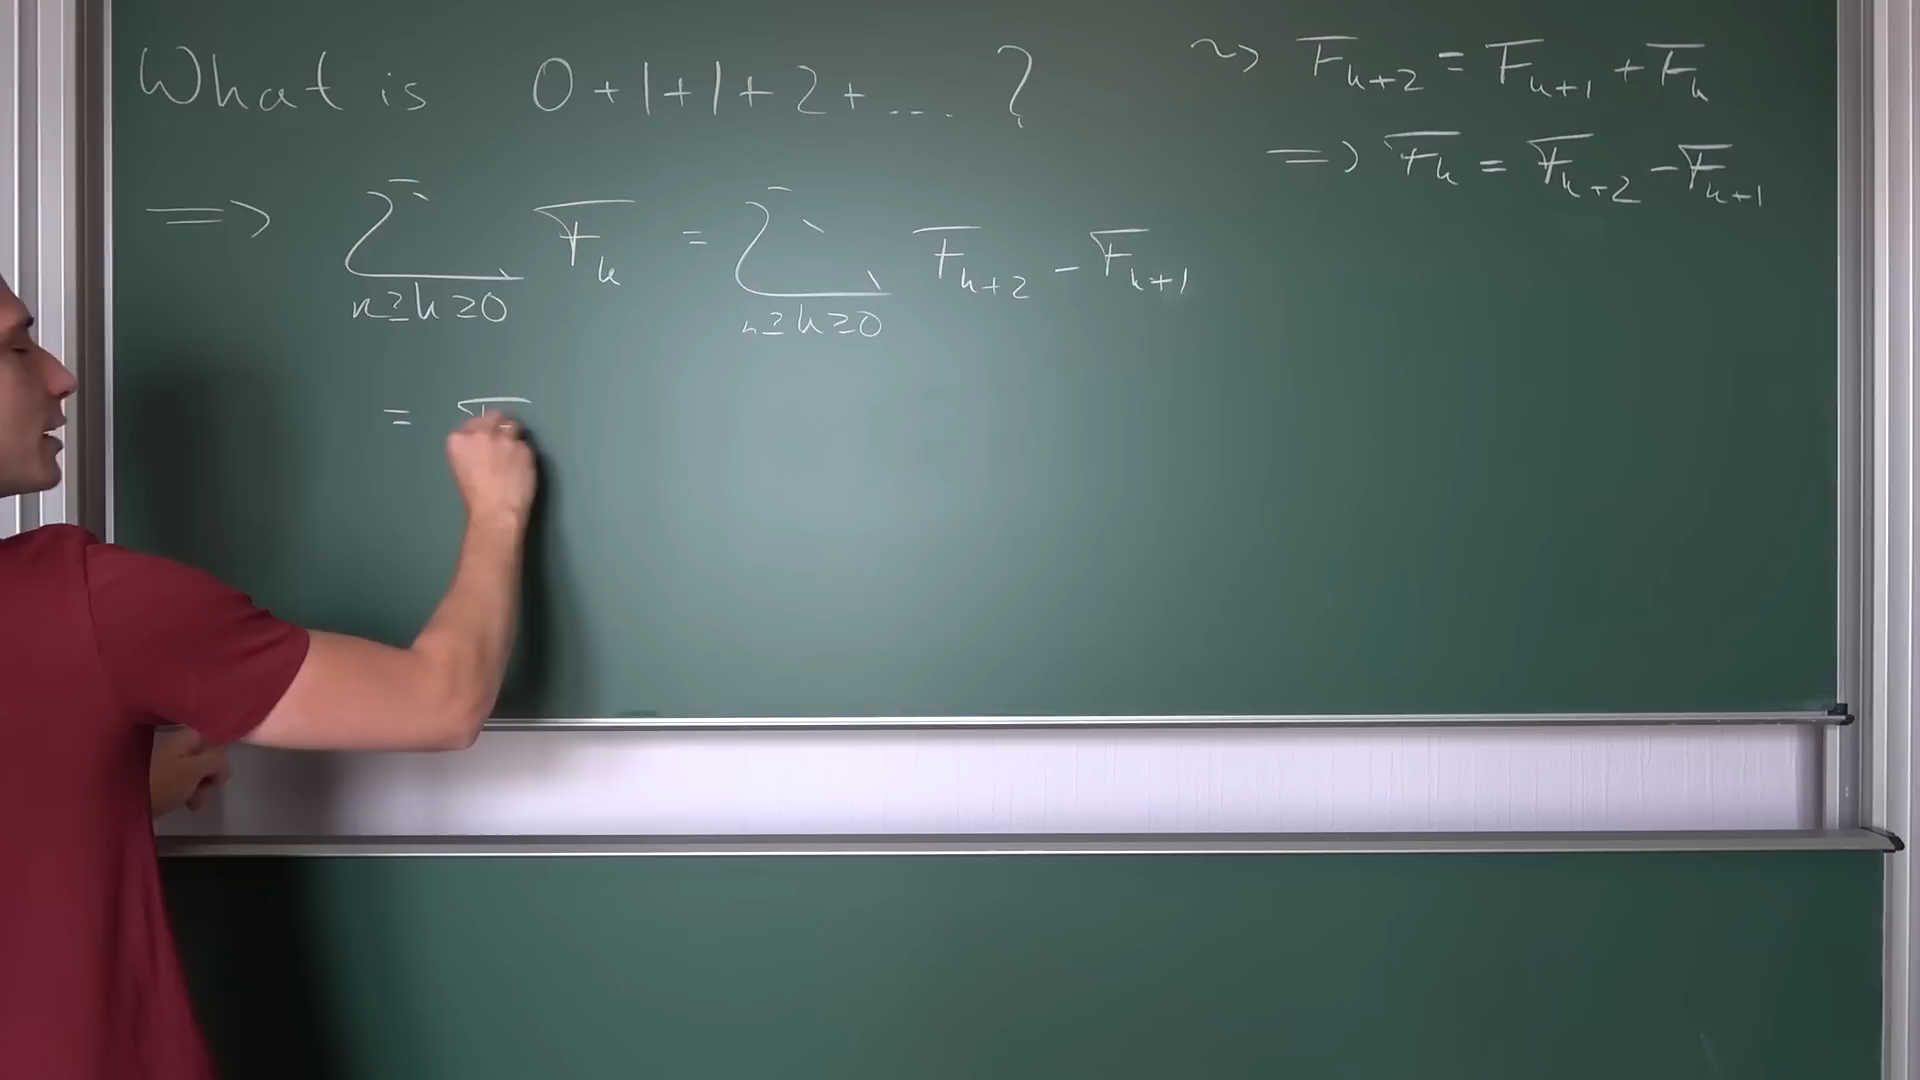 What is 0+1+1+2+... ?
~> F_{k+2} = F_{k+1} + F_k
=> F_k = F_{k+2} - F_{k+1}
=> ∑_{n≥k≥0} F_k = ∑_{n≥k≥0} F_{k+2} - F_{k+1}
= F